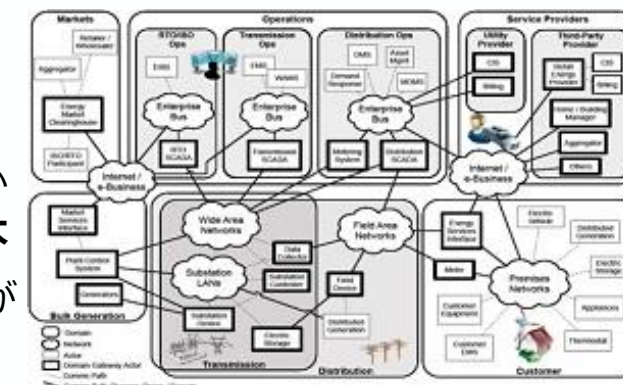 い
本
が
Markets
Retailer /
Wholesaler
Aggregator
Energy
Market
Clearinghouse
ISO/RTO
Participant
Internet /
e-Business
Operations
RTO/ISO
Ops
EMS
Enterprise
Bus
RTO
SCADA
Transmission
Ops
EMS
WAMS
Enterprise
Bus
Transmission
SCADA
Distribution Ops
DMS
Asset
Mgmt
Demand
Response
MDMS
Enterprise
Bus
Metering
System
Distribution
SCADA
Service Providers
Utility
Provider
CIS
Billing
Third-Party
Provider
Retail
Energy
Provider
CIS
Billing
Home / Building
Manager
Aggregator
Others
Internet /
e-Business
Market
Services
Interface
Plant Control
System
Generators
Bulk Generation
Wide Area
Networks
Substation
LANs
Data
Collector
Substation
Controller
Substation
Device
Electric
Storage
Transmission
Field Area
Networks
Field
Device
Distributed
Generation
Distribution
Energy
Services
Interface
Meter
Premises
Networks
Electric
Vehicle
Distributed
Generation
Electric
Storage
Appliances
Thermostat
Customer
Equipment
Customer
EMS
Customer
Domain
Network
Actor
Domain Gateway Actor
Comms Path